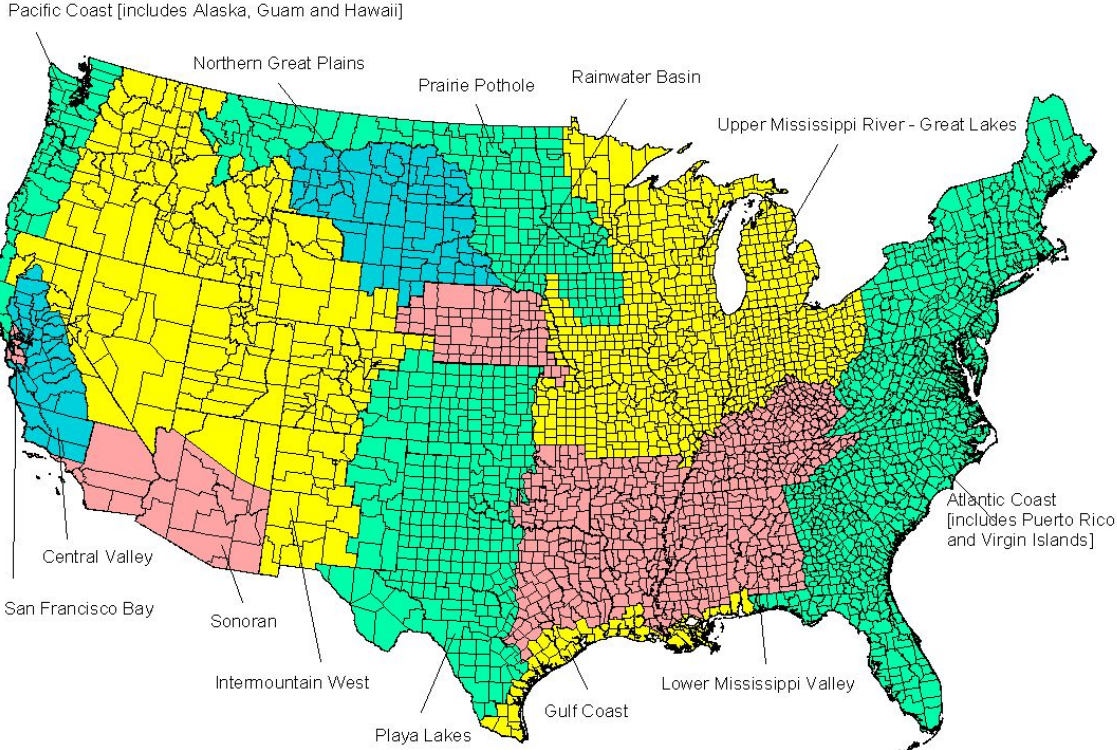 Pacific Coast [includes Alaska, Guam and Hawaii]
Northern Great Plains
Prairie Pothole
Rainwater Basin
Upper Mississippi River - Great Lakes
Atlantic Coast
[includes Puerto Rico
and Virgin Islands]
Central Valley
San Francisco Bay
Sonoran
Intermountain West
Lower Mississippi Valley
Gulf Coast
Playa Lakes